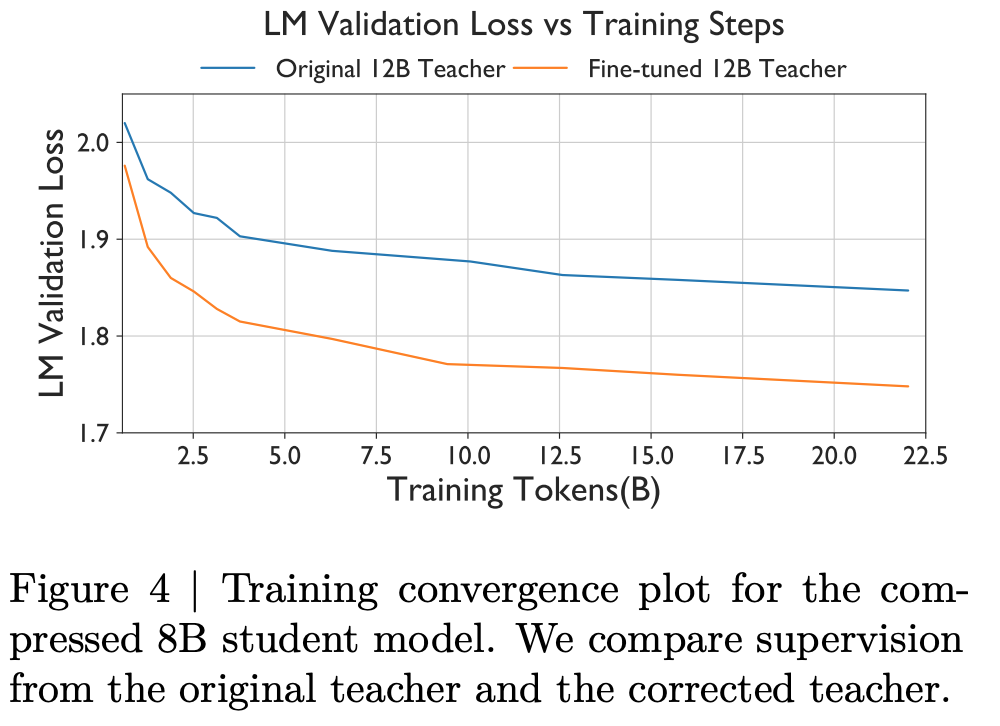 LM Validation Loss vs Training Steps
Original 12B Teacher Fine-tuned 12B Teacher
LM Validation Loss
2.0
1.9
1.8
1.7
2.5 5.0 7.5 10.0 12.5 15.0 17.5 20.0 22.5
Training Tokens(B)
Figure 4 | Training convergence plot for the com-
pressed 8B student model. We compare supervision
from the original teacher and the corrected teacher.